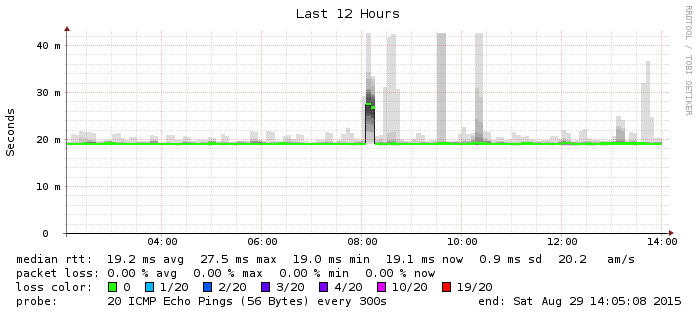 Last 12 Hours
RRDTOOL / TOBI OETIKER
Seconds
40 m
30 m
20 m
10 m
0
04:00 06:00 08:00 10:00 12:00 14:00
median rtt: 19.2 ms avg 27.5 ms max 19.0 ms min 19.1 ms now 0.9 ms sd 20.2 am/s
packet loss: 0.00 % avg 0.00 % max 0.00 % min 0.00 % now
loss color: 0 1/20 2/20 3/20 4/20 10/20 19/20
probe: 20 ICMP Echo Pings (56 Bytes) every 300s end: Sat Aug 29 14:05:08 2015